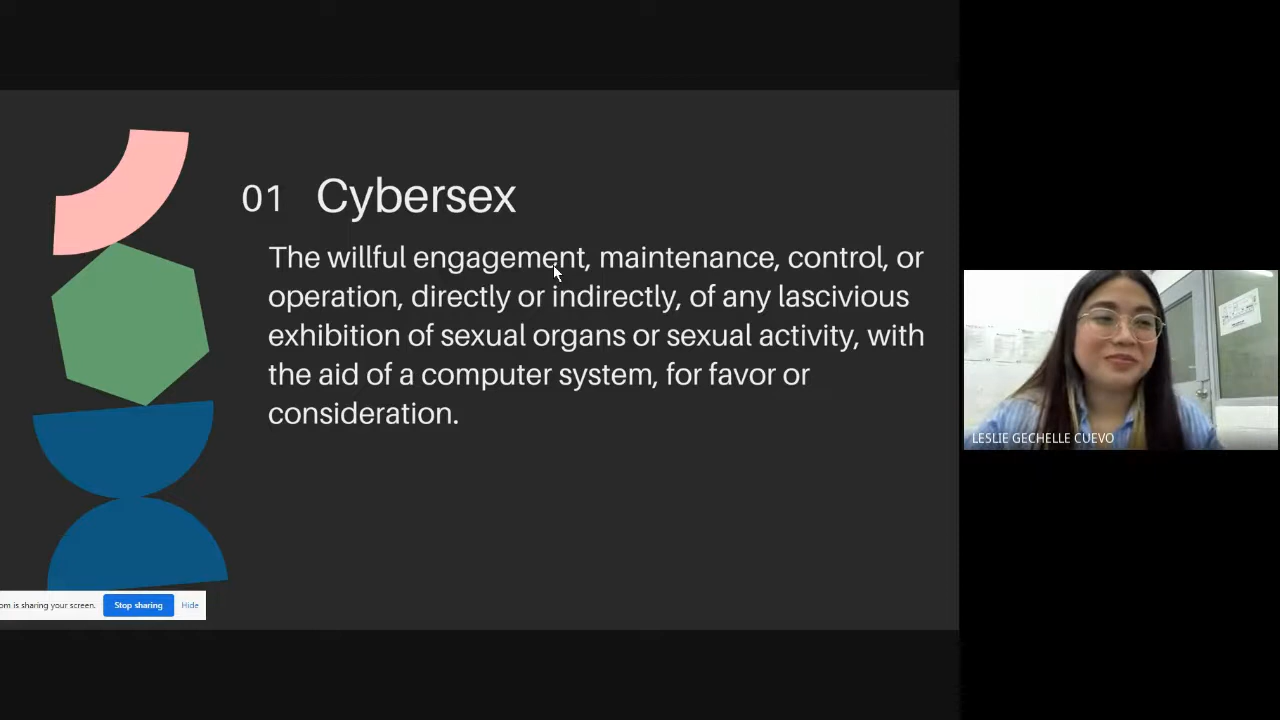 01 Cybersex
The willful engagement, maintenance, control, or
operation, directly or indirectly, of any lascivious
exhibition of sexual organs or sexual activity, with
the aid of a computer system, for favor or
consideration.
om is sharing your screen. Stop sharing Hide
LESLIE GECHELLE CUEVO